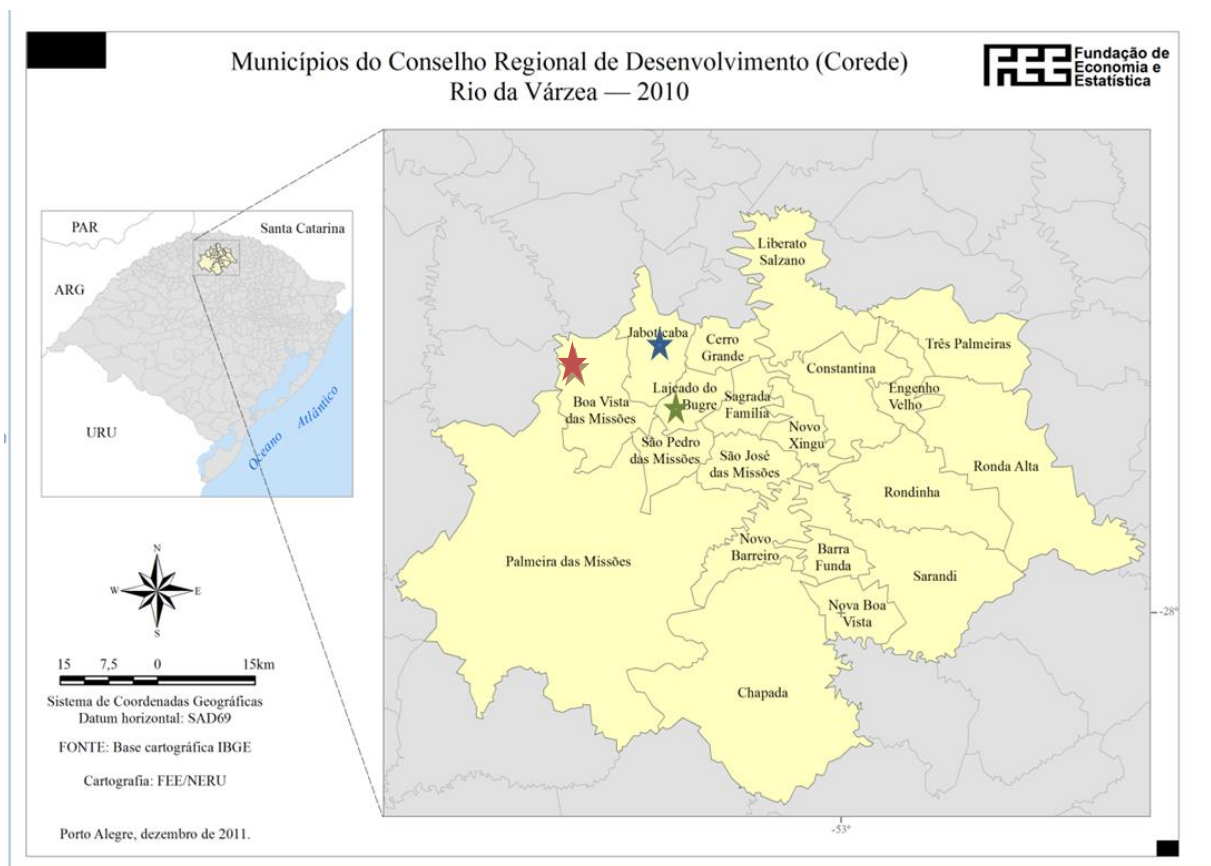 Municípios do Conselho Regional de Desenvolvimento (Corede)
Rio da Várzea — 2010
FEE
Fundação de
Economia e
Estatística
PAR
Santa Catarina
ARG
URU
Oceano Atlântico
N
W
E
S
15 7,5 0 15km
Sistema de Coordenadas Geográficas
Datum horizontal: SAD69
FONTE: Base cartográfica IBGE
Cartografia: FEE/NERU
Porto Alegre, dezembro de 2011.
Liberato
Salzano
Jaboticaba
Cerro
Grande
Três Palmeiras
Constantina
Lajeado do
Bugre
Sagrada
Família
Engenho
Velho
Boa Vista
das Missões
Novo
Xingu
São Pedro
das Missões
São José
das Missões
Ronda Alta
Rondinha
Palmeira das Missões
Novo
Barreiro
Barra
Funda
Sarandi
Nova Boa
Vista
Chapada
-28°
-53°